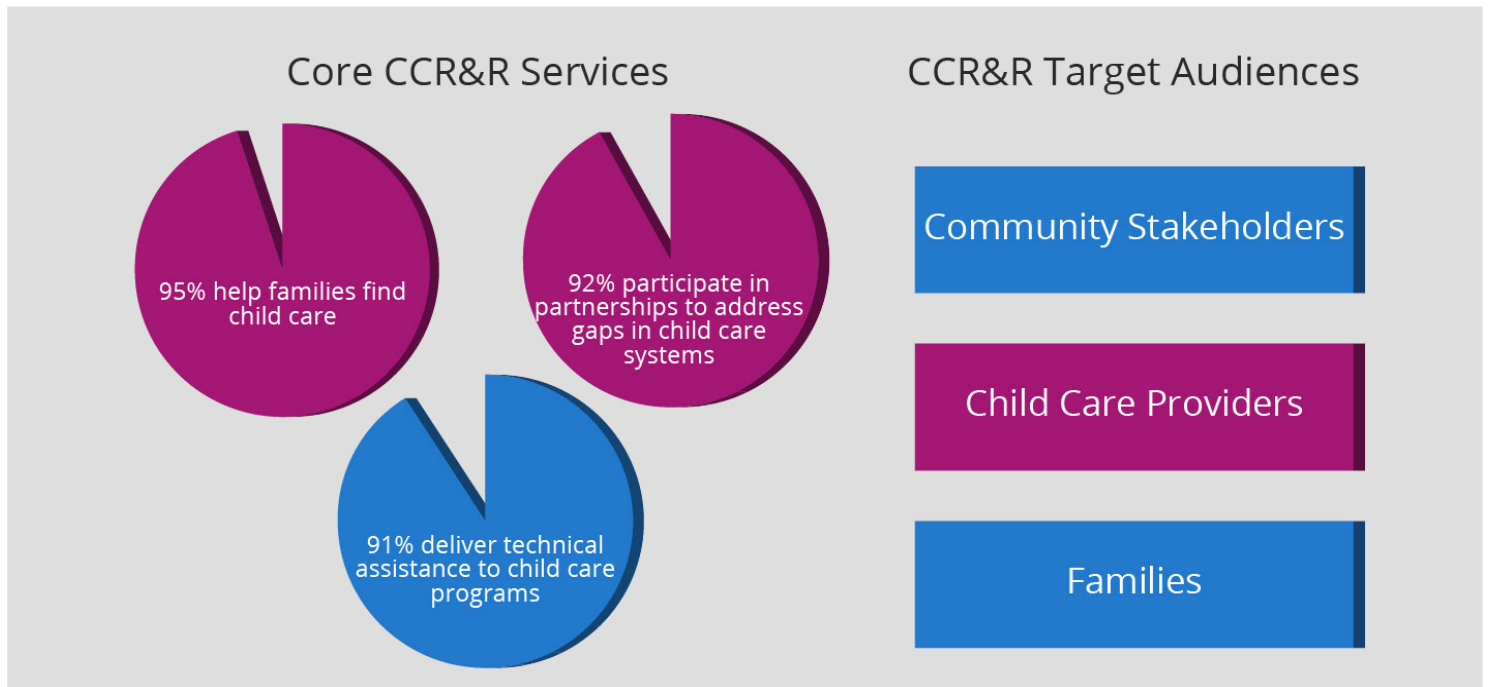 Core CCR&R Services
95% help families find
child care
92% participate in
partnerships to address
gaps in child care
systems
91% deliver technical
assistance to child care
programs
CCR&R Target Audiences
Community Stakeholders
Child Care Providers
Families